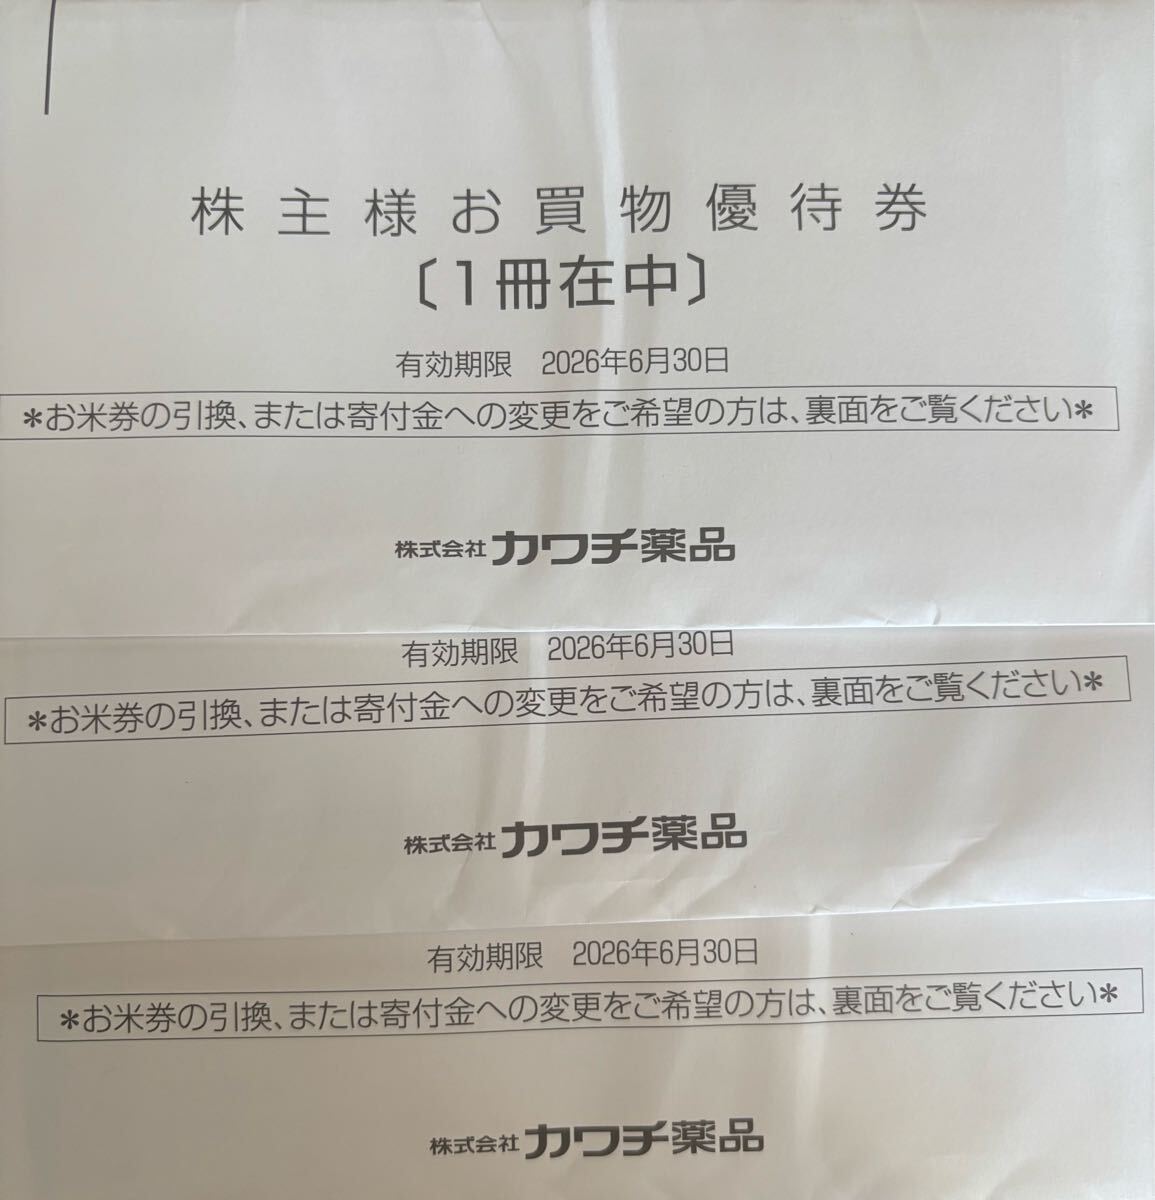 株主様お買物優待券
〔1冊在中〕
有効期限 2026年6月30日
＊お米券の引換、または寄付金への変更をご希望の方は、裏面をご覧ください＊
株式会社カワチ薬品
有効期限 2026年6月30日
＊お米券の引換、または寄付金への変更をご希望の方は、裏面をご覧ください＊
株式会社カワチ薬品
有効期限 2026年6月30日
＊お米券の引換、または寄付金への変更をご希望の方は、裏面をご覧ください＊
株式会社カワチ薬品